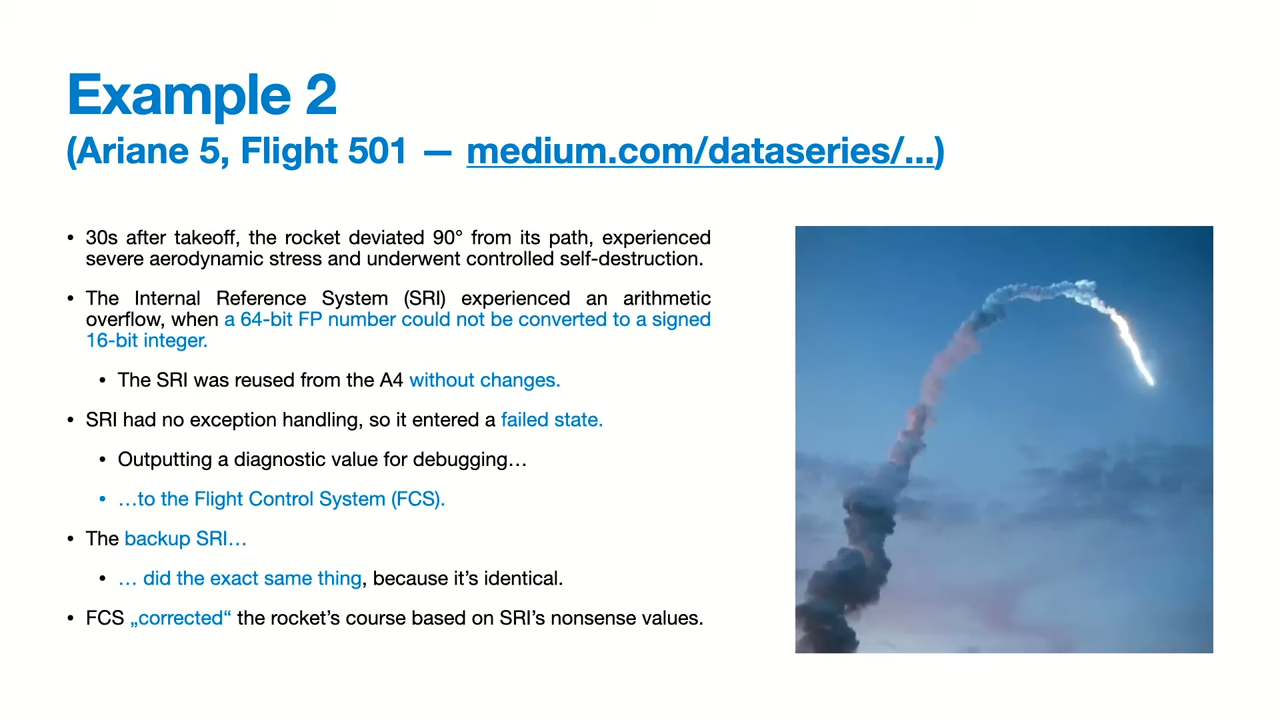 Example 2
(Ariane 5, Flight 501 — medium.com/dataseries/...)
• 30s after takeoff, the rocket deviated 90° from its path, experienced
severe aerodynamic stress and underwent controlled self-destruction.
• The Internal Reference System (SRI) experienced an arithmetic
overflow, when a 64-bit FP number could not be converted to a signed
16-bit integer.
• The SRI was reused from the A4 without changes.
• SRI had no exception handling, so it entered a failed state.
• Outputting a diagnostic value for debugging…
• …to the Flight Control System (FCS).
• The backup SRI…
• … did the exact same thing, because it’s identical.
• FCS „corrected“ the rocket’s course based on SRI’s nonsense values.